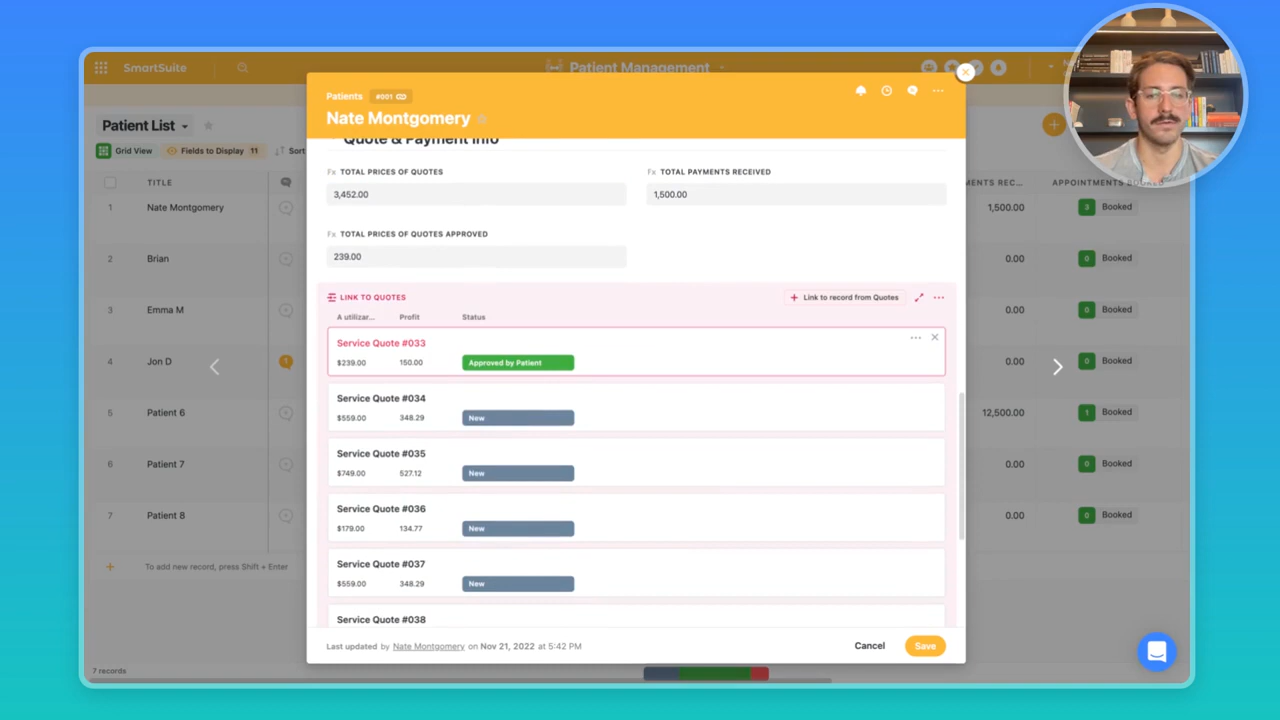 SmartSuite
Patient Management
Patient List
Grid View
Fields to Display 11
Sort
TITLE
1 Nate Montgomery
2 Brian
3 Emma M
4 Jon D
1
5 Patient 6
6 Patient 7
7 Patient 8
To add new record, press Shift + Enter
7 records
Patients #001
Nate Montgomery
Quote & Payment Info
Fx TOTAL PRICES OF QUOTES
3,452.00
Fx TOTAL PAYMENTS RECEIVED
1,500.00
Fx TOTAL PRICES OF QUOTES APPROVED
239.00
LINK TO QUOTES
Link to record from Quotes
A utilizar... Profit Status
Service Quote #033
$239.00 150.00 Approved by Patient
Service Quote #034
$559.00 348.29 New
Service Quote #035
$749.00 527.12 New
Service Quote #036
$179.00 134.77 New
Service Quote #037
$559.00 348.29 New
Service Quote #038
Last updated by Nate Montgomery on Nov 21, 2022 at 5:42 PM
Cancel
Save
MENTS REC... APPOINTMENTS BOOKED
1,500.00 3 Booked
0.00 0 Booked
0.00 0 Booked
0.00 0 Booked
12,500.00 1 Booked
0.00 0 Booked
0.00 0 Booked